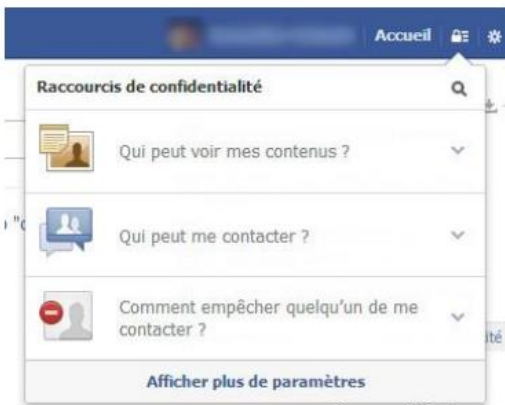 Accueil
Raccourcis de confidentialité
Qui peut voir mes contenus ?
Qui peut me contacter ?
Comment empêcher quelqu'un de me
contacter ?
Afficher plus de paramètres